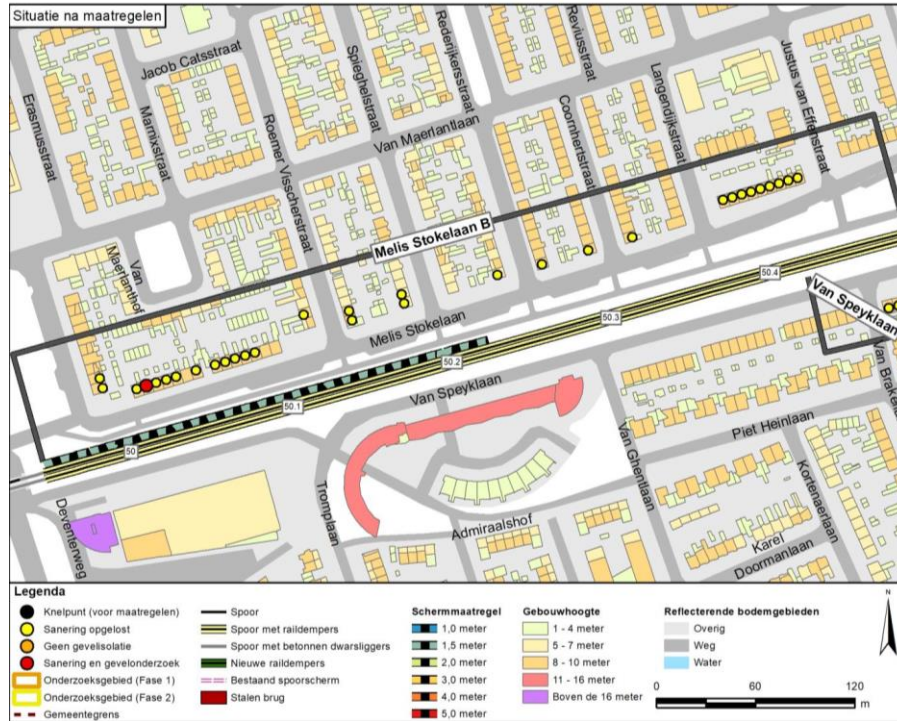 Situatie na maatregelen
Jacob Catsstraat
Erasmusstraat
Marnixstraat
Roemer Visscherstraat
Spieghelstraat
Rederijkersstraat
Reviusstraat
Van Maerlantlaan
Coornhertstraat
Langendijkstraat
Justus van Effenstraat
Van
Maerlanthof
Melis Stokelaan B
Melis Stokelaan
50.4
50.3
50.2
50.1
50
Van Speyklaan
Van Speyklaan
Van Brakel
Van Ghentlaan
Piet Heinlaan
Kortenaerlaan
Karel
Doormanlaan
Tromplaan
Admiraalshof
Deventerweg
Legenda
Knelpunt (voor maatregelen)
Sanering opgelost
Geen gevelisolatie
Sanering en gevelonderzoek
Onderzoeksgebied (Fase 1)
Onderzoeksgebied (Fase 2)
Gemeentegrens
Spoor
Spoor met raildempers
Spoor met betonnen dwarsliggers
Nieuwe raildempers
Bestaand spoorscherm
Stalen brug
Schermmaatregel
1,0 meter
1,5 meter
2,0 meter
3,0 meter
4,0 meter
5,0 meter
Gebouwhoogte
1 - 4 meter
5 - 7 meter
8 - 10 meter
11 - 16 meter
Boven de 16 meter
Reflecterende bodemgebieden
Overig
Weg
Water
N
0 60 120
m